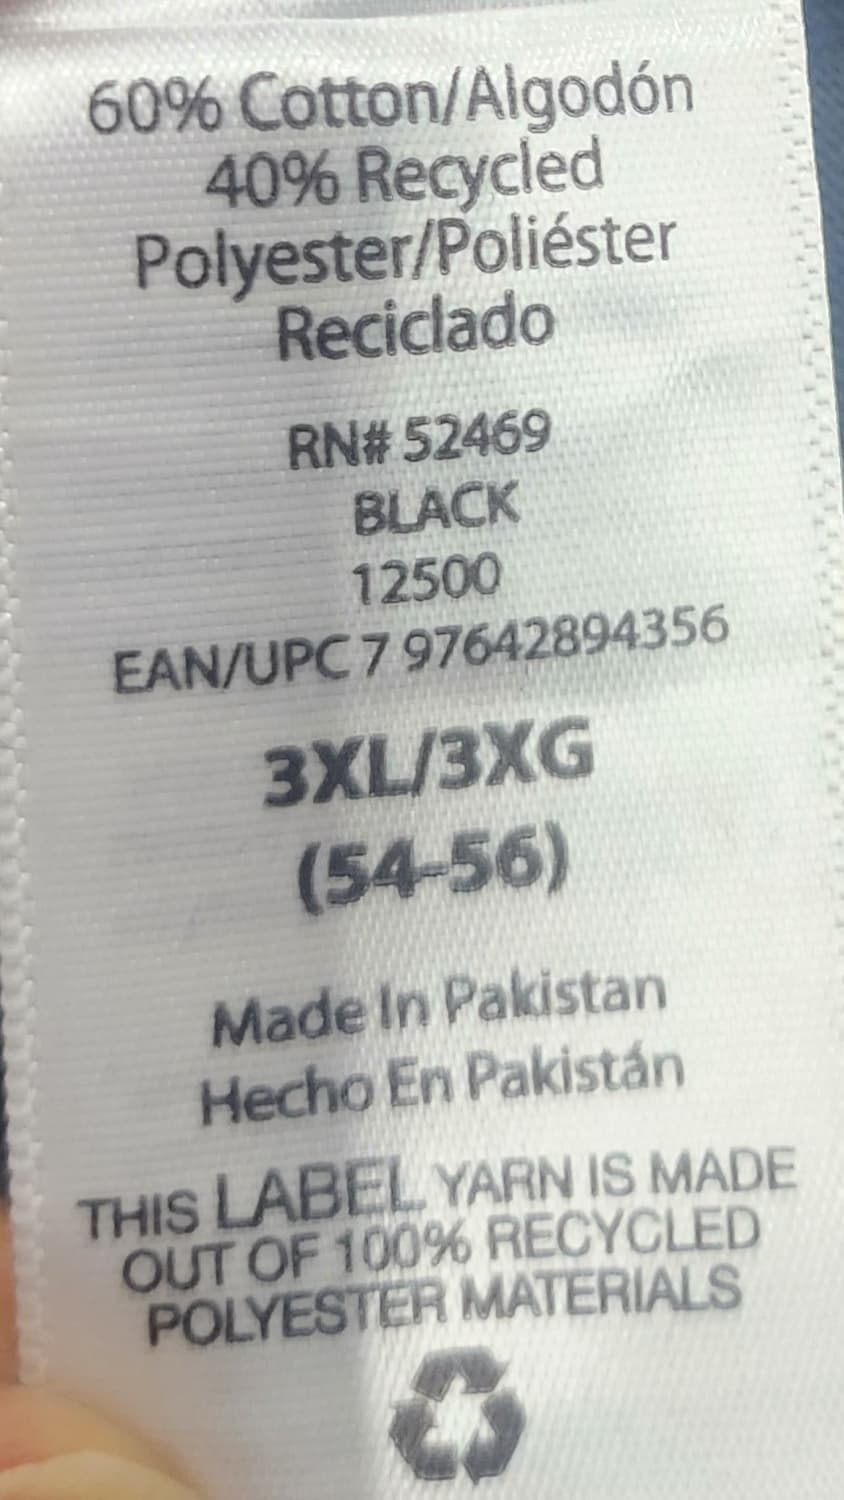 60% Cotton/Algodón
40% Recycled
Polyester/Poliéster
Reciclado
RN# 52469
BLACK
12500
EAN/UPC 7 97642894356
3XL/3XG
(54-56)
Made In Pakistan
Hecho En Pakistán
THIS LABEL YARN IS MADE
OUT OF 100% RECYCLED
POLYESTER MATERIALS